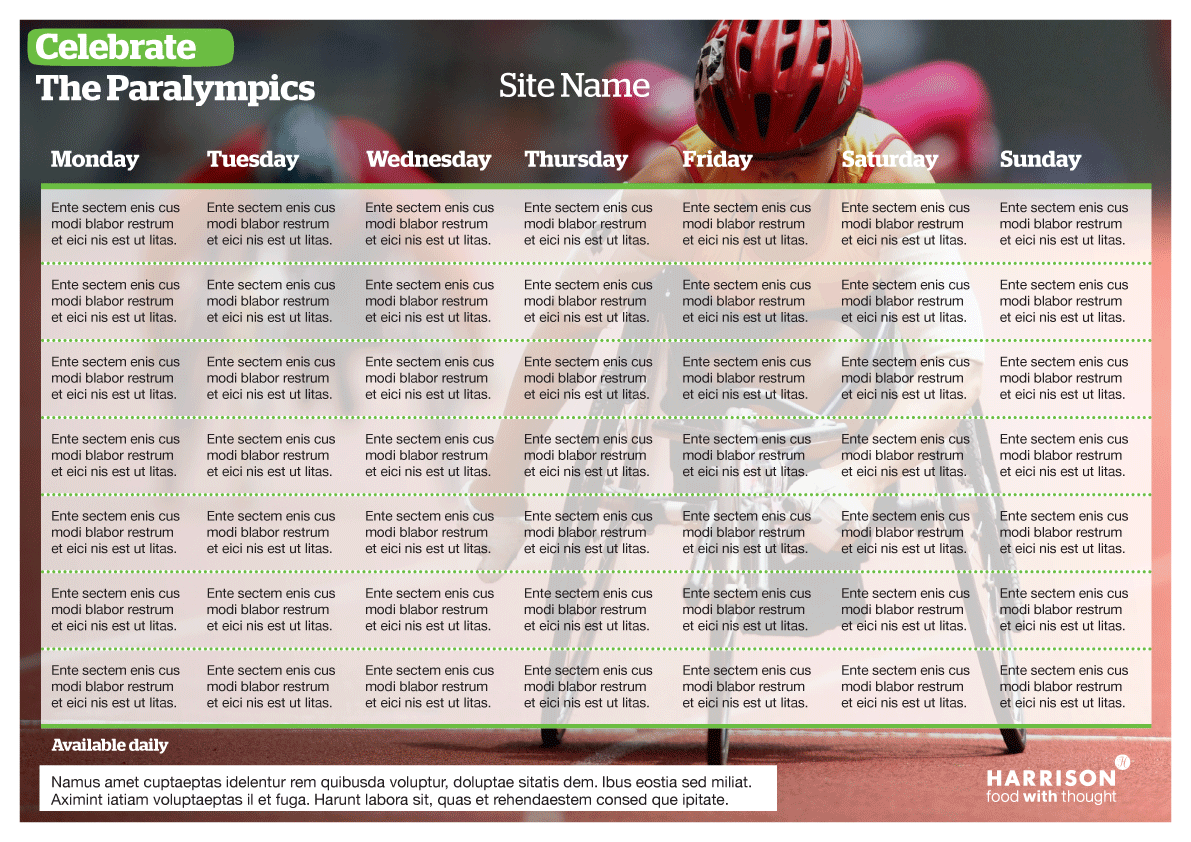 Celebrate
The Paralympics
Site Name
Monday Tuesday Wednesday Thursday Friday Saturday Sunday
Ente sectem enis cus Ente sectem enis cus Ente sectem enis cus Ente sectem enis cus Ente sectem enis cus Ente sectem enis cus Ente sectem enis cus
modi blabor restrum modi blabor restrum modi blabor restrum modi blabor restrum modi blabor restrum modi blabor restrum modi blabor restrum
et eici nis est ut litas. et eici nis est ut litas. et eici nis est ut litas. et eici nis est ut litas. et eici nis est ut litas. et eici nis est ut litas. et eici nis est ut litas.
Ente sectem enis cus Ente sectem enis cus Ente sectem enis cus Ente sectem enis cus Ente sectem enis cus Ente sectem enis cus Ente sectem enis cus
modi blabor restrum modi blabor restrum modi blabor restrum modi blabor restrum modi blabor restrum modi blabor restrum modi blabor restrum
et eici nis est ut litas. et eici nis est ut litas. et eici nis est ut litas. et eici nis est ut litas. et eici nis est ut litas. et eici nis est ut litas. et eici nis est ut litas.
Ente sectem enis cus Ente sectem enis cus Ente sectem enis cus Ente sectem enis cus Ente sectem enis cus Ente sectem enis cus Ente sectem enis cus
modi blabor restrum modi blabor restrum modi blabor restrum modi blabor restrum modi blabor restrum modi blabor restrum modi blabor restrum
et eici nis est ut litas. et eici nis est ut litas. et eici nis est ut litas. et eici nis est ut litas. et eici nis est ut litas. et eici nis est ut litas. et eici nis est ut litas.
Ente sectem enis cus Ente sectem enis cus Ente sectem enis cus Ente sectem enis cus Ente sectem enis cus Ente sectem enis cus Ente sectem enis cus
modi blabor restrum modi blabor restrum modi blabor restrum modi blabor restrum modi blabor restrum modi blabor restrum modi blabor restrum
et eici nis est ut litas. et eici nis est ut litas. et eici nis est ut litas. et eici nis est ut litas. et eici nis est ut litas. et eici nis est ut litas. et eici nis est ut litas.
Ente sectem enis cus Ente sectem enis cus Ente sectem enis cus Ente sectem enis cus Ente sectem enis cus Ente sectem enis cus Ente sectem enis cus
modi blabor restrum modi blabor restrum modi blabor restrum modi blabor restrum modi blabor restrum modi blabor restrum modi blabor restrum
et eici nis est ut litas. et eici nis est ut litas. et eici nis est ut litas. et eici nis est ut litas. et eici nis est ut litas. et eici nis est ut litas. et eici nis est ut litas.
Ente sectem enis cus Ente sectem enis cus Ente sectem enis cus Ente sectem enis cus Ente sectem enis cus Ente sectem enis cus Ente sectem enis cus
modi blabor restrum modi blabor restrum modi blabor restrum modi blabor restrum modi blabor restrum modi blabor restrum modi blabor restrum
et eici nis est ut litas. et eici nis est ut litas. et eici nis est ut litas. et eici nis est ut litas. et eici nis est ut litas. et eici nis est ut litas. et eici nis est ut litas.
Ente sectem enis cus Ente sectem enis cus Ente sectem enis cus Ente sectem enis cus Ente sectem enis cus Ente sectem enis cus Ente sectem enis cus
modi blabor restrum modi blabor restrum modi blabor restrum modi blabor restrum modi blabor restrum modi blabor restrum modi blabor restrum
et eici nis est ut litas. et eici nis est ut litas. et eici nis est ut litas. et eici nis est ut litas. et eici nis est ut litas. et eici nis est ut litas. et eici nis est ut litas.
Available daily
Namus amet cuptaeptas idelentur rem quibusda voluptur, doluptae sitatis dem. Ibus eostia sed miliat.
Aximint iatiam voluptaeptas il et fuga. Harunt labora sit, quas et rehendaestem consed que ipitate.
HARRISON
food with thought